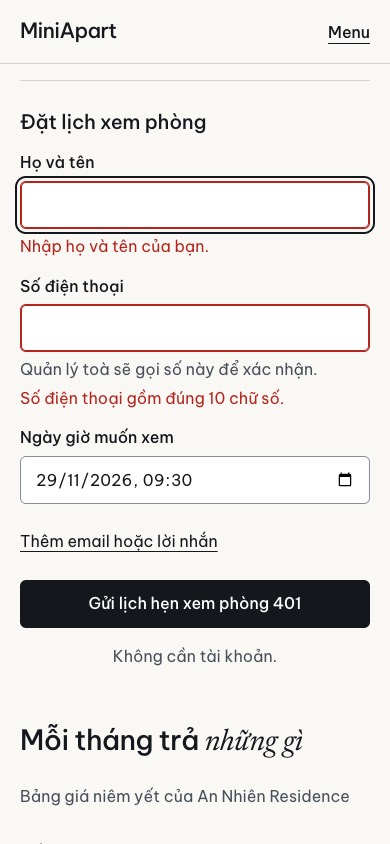 MiniApart
Menu
Đặt lịch xem phòng
Họ và tên
Nhập họ và tên của bạn.
Số điện thoại
Quản lý toà sẽ gọi số này để xác nhận.
Số điện thoại gồm đúng 10 chữ số.
Ngày giờ muốn xem
29/11/2026, 09:30
Thêm email hoặc lời nhắn
Gửi lịch hẹn xem phòng 401
Không cần tài khoản.
Mỗi tháng trả những gì
Bảng giá niêm yết của An Nhiên Residence